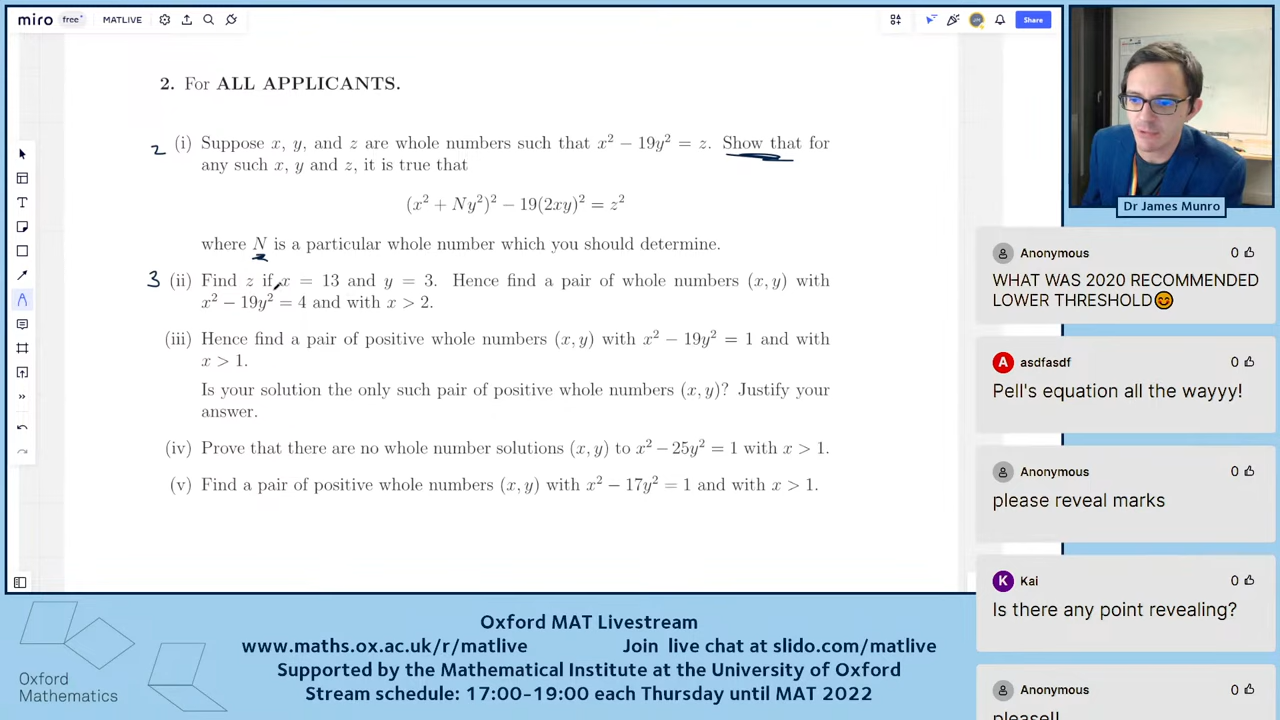 miro free MATLIVE Share
2. For ALL APPLICANTS.
2 (i) Suppose x, y, and z are whole numbers such that x² − 19y² = z. Show that for
any such x, y and z, it is true that
(x² + Ny²)² − 19(2xy)² = z²
where N is a particular whole number which you should determine.
3 (ii) Find z if x = 13 and y = 3. Hence find a pair of whole numbers (x, y) with
x² − 19y² = 4 and with x > 2.
(iii) Hence find a pair of positive whole numbers (x, y) with x² − 19y² = 1 and with
x > 1.
Is your solution the only such pair of positive whole numbers (x, y)? Justify your
answer.
(iv) Prove that there are no whole number solutions (x, y) to x² − 25y² = 1 with x > 1.
(v) Find a pair of positive whole numbers (x, y) with x² − 17y² = 1 and with x > 1.
Dr James Munro
Anonymous 0
WHAT WAS 2020 RECOMMENDED
LOWER THRESHOLD😊
A asdfasdf 0
Pell's equation all the wayyy!
Anonymous 0
please reveal marks
K Kai 0
Is there any point revealing?
Anonymous 0
please!!
Oxford
Mathematics
Oxford MAT Livestream
www.maths.ox.ac.uk/r/matlive Join live chat at slido.com/matlive
Supported by the Mathematical Institute at the University of Oxford
Stream schedule: 17:00-19:00 each Thursday until MAT 2022